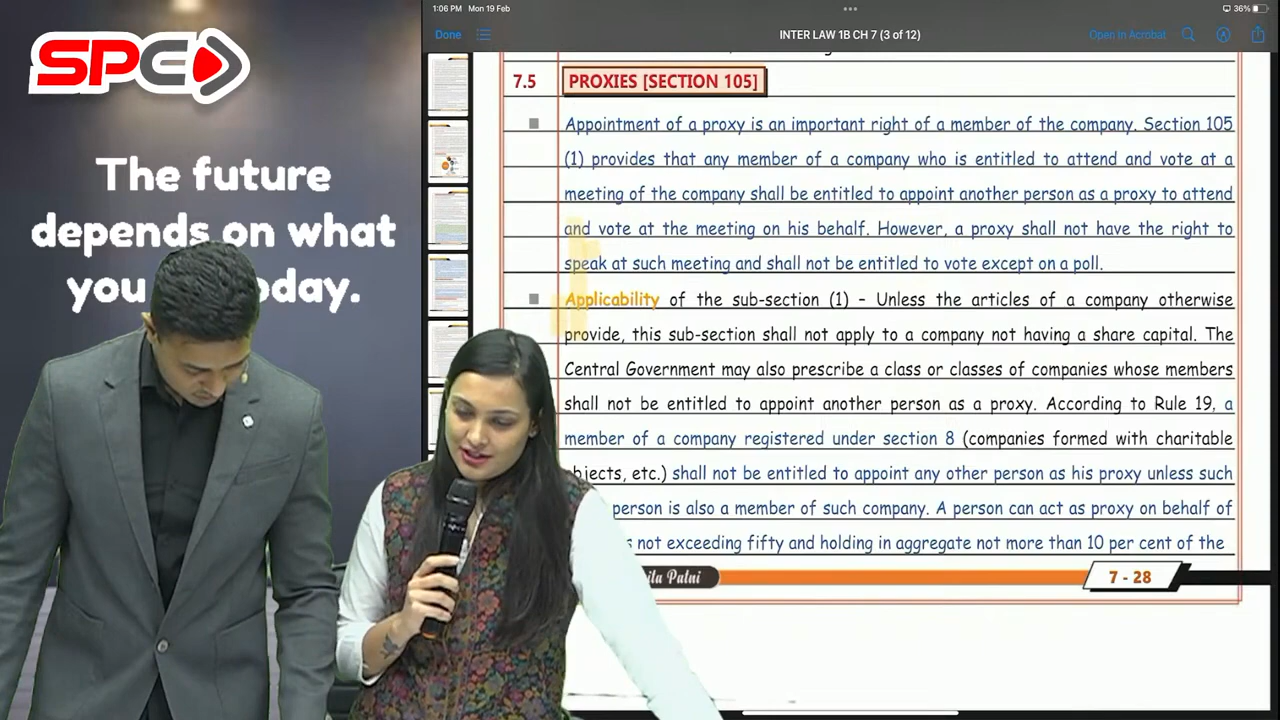 1:06 PM Mon 19 Feb
36%
Done
INTER LAW 1B CH 7 (3 of 12)
Open in Acrobat
SPE
The future
depends on what
you today.
7.5 PROXIES [SECTION 105]
Appointment of proxy is an important right of a member of the company. Section 105
(1) provides that any member of a company who is entitled to attend and vote at a
meeting of the company shall be entitled to appoint another person as a proxy to attend
and vote at the meeting on his behalf. However, a proxy shall not have the right to
speak at such meeting and shall not be entitled to vote except on a poll.
Applicability of the sub-section (1) : Unless the articles of a company otherwise
provide, this sub-section shall not apply to a company not having a share capital. The
Central Government may also prescribe a class or classes of companies whose members
shall not be entitled to appoint another person as a proxy. According to Rule 19, a
member of a company registered under section 8 (companies formed with charitable
objects, etc.) shall not be entitled to appoint any other person as his proxy unless such
person is also a member of such company. A person can act as proxy on behalf of
not exceeding fifty and holding in aggregate not more than 10 per cent of the
7 - 28